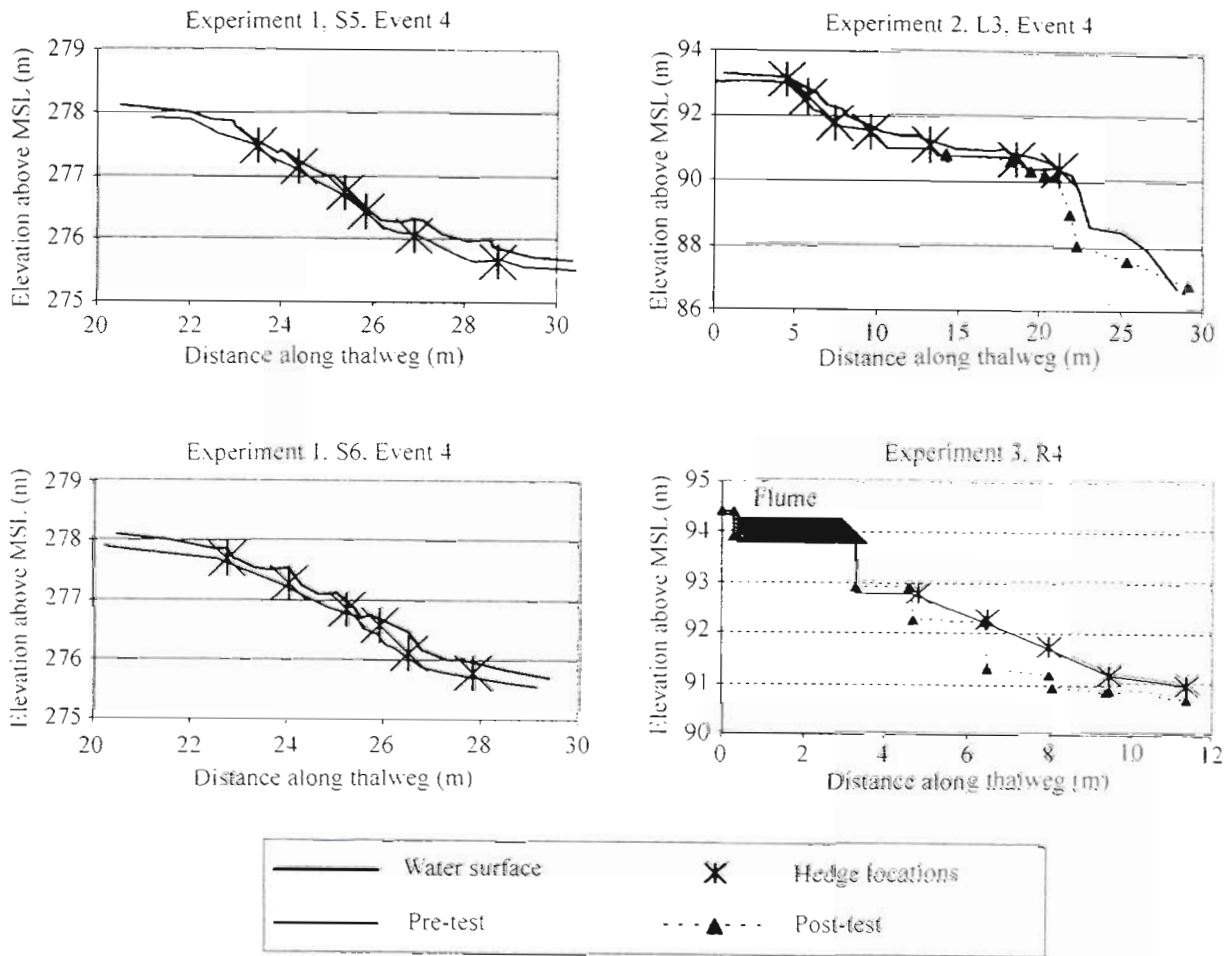 Experiment 1, S5. Event 4
Elevation above MSL (m)
279
278
277
276
275
20
22
24
26
28
30
Distance along thalweg (m)
Experiment 2. L3, Event 4
Elevation above MSL (m)
94
92
90
88
86
0
5
10
15
20
25
30
Distance along thalweg (m)
Experiment 1. S6. Event 4
Elevation above MSL (m)
279
278
277
276
275
20
22
24
26
28
30
Distance along thalweg (m)
Experiment 3. R4
Elevation above MSL (m)
95
94
93
92
91
90
Flume
0
2
4
6
8
10
12
Distance along thalweg (m)
Water surface
Hedge locations
Pre-test
Post-test